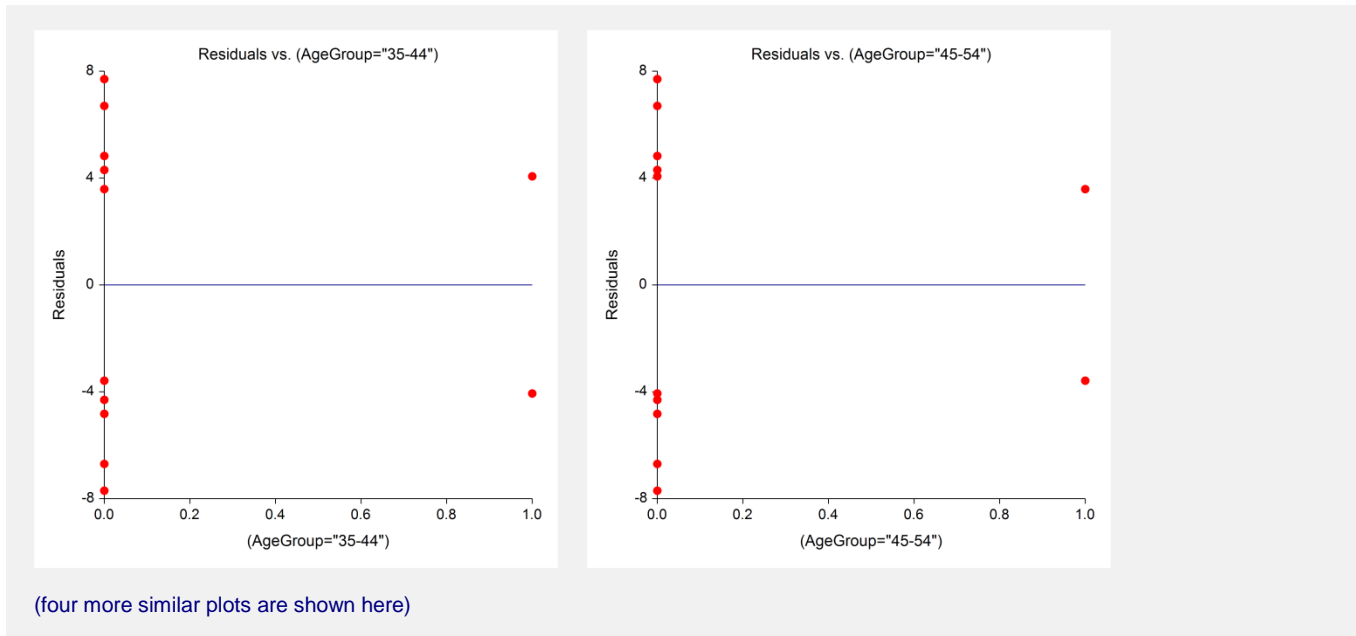 Residuals vs. (AgeGroup="35-44")
8
4
0
-4
-8
Residuals
0.0 0.2 0.4 0.6 0.8 1.0
(AgeGroup="35-44")
Residuals vs. (AgeGroup="45-54")
8
4
0
-4
-8
Residuals
0.0 0.2 0.4 0.6 0.8 1.0
(AgeGroup="45-54")
(four more similar plots are shown here)